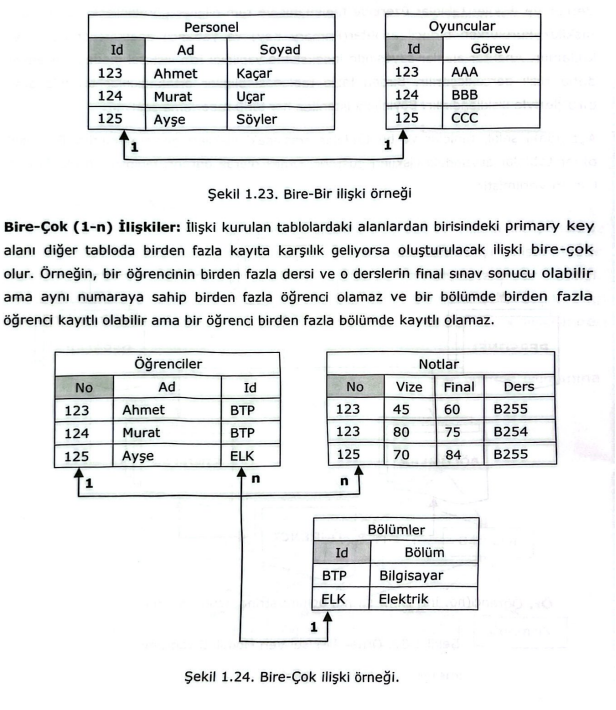 Personel
Id Ad Soyad
123 Ahmet Kaçar
124 Murat Uçar
125 Ayşe Söyler
Oyuncular
Id Görev
123 AAA
124 BBB
125 CCC
1 1
Şekil 1.23. Bire-Bir ilişki örneği
Bire-Çok (1-n) İlişkiler: İlişki kurulan tablolardaki alanlardan birisindeki primary key
alanı diğer tabloda birden fazla kayıta karşılık geliyorsa oluşturulacak ilişki bire-çok
olur. Örneğin, bir öğrencinin birden fazla dersi ve o derslerin final sınav sonucu olabilir
ama aynı numaraya sahip birden fazla öğrenci olamaz ve bir bölümde birden fazla
öğrenci kayıtlı olabilir ama bir öğrenci birden fazla bölümde kayıtlı olamaz.
Öğrenciler
No Ad Id
123 Ahmet BTP
124 Murat BTP
125 Ayşe ELK
Notlar
No Vize Final Ders
123 45 60 B255
123 80 75 B254
125 70 84 B255
1 n n
Bölümler
Id Bölüm
BTP Bilgisayar
ELK Elektrik
1
Şekil 1.24. Bire-Çok ilişki örneği.